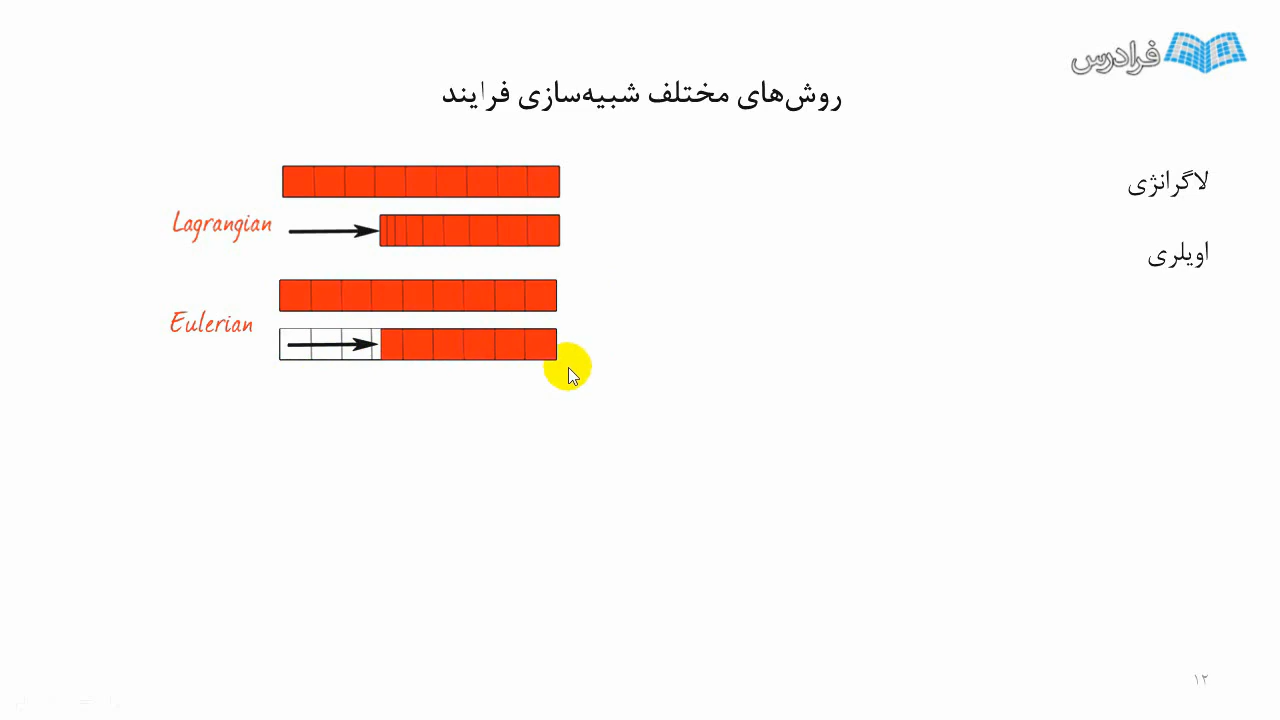 فرادرس
روش‌های مختلف شبیه‌سازی فرایند
لاگرانژی
Lagrangian
اویلری
Eulerian
۱۲